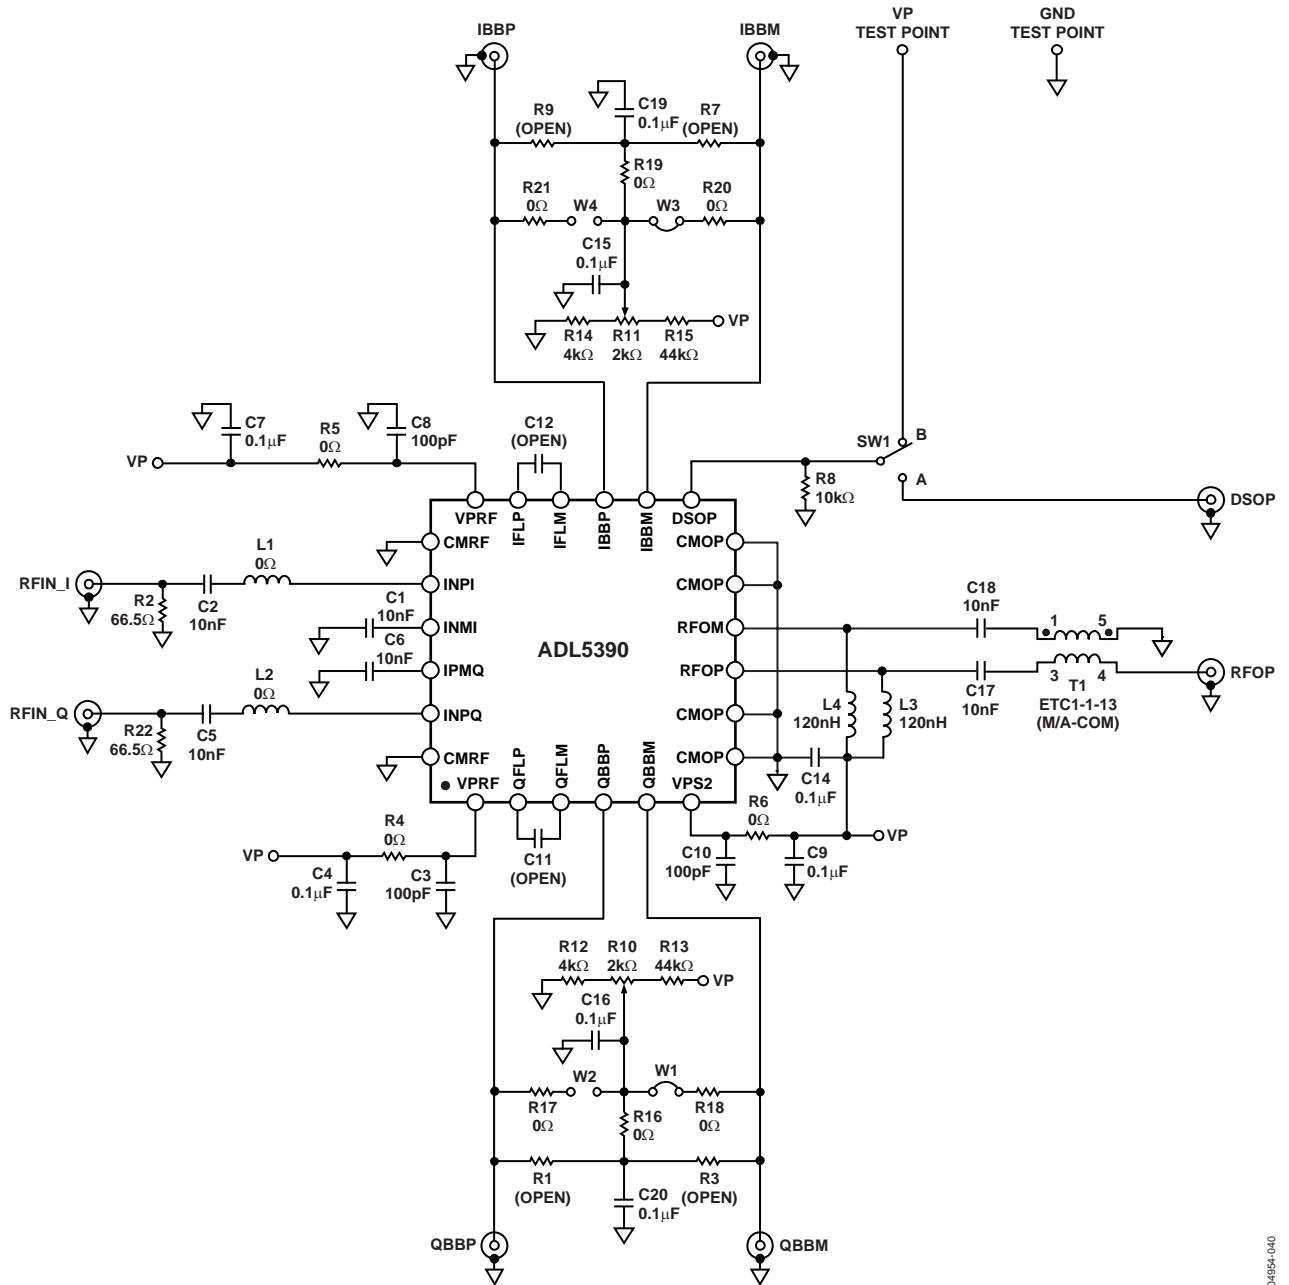 IBBP
IBBM
VP
TEST POINT
GND
TEST POINT
R9
(OPEN)
C19
0.1μF
R7
(OPEN)
R19
0Ω
R21
0Ω
W4
W3
R20
0Ω
C15
0.1μF
VP
R14
4kΩ
R11
2kΩ
R15
44kΩ
C7
0.1μF
R5
0Ω
C8
100pF
C12
(OPEN)
VP
SW1
B
A
R8
10kΩ
DSOP
VPRF
IFLP
IFLM
IBBP
IBBM
DSOP
CMRF
CMOP
RFIN_I
L1
0Ω
R2
66.5Ω
C2
10nF
INPI
CMOP
C1
10nF
INMI
RFOM
C18
10nF
1
5
C6
10nF
IPMQ
ADL5390
RFOP
C17
10nF
3
4
T1
ETC1-1-13
(M/A-COM)
RFOP
RFIN_Q
L2
0Ω
R22
66.5Ω
C5
10nF
INPQ
CMOP
L4
120nH
L3
120nH
CMRF
CMOP
C14
0.1μF
VPRF
QFLP
QFLM
QBBP
QBBM
VPS2
VP
R4
0Ω
C4
0.1μF
C3
100pF
C11
(OPEN)
R6
0Ω
VP
C10
100pF
C9
0.1μF
R12
4kΩ
R10
2kΩ
R13
44kΩ
VP
C16
0.1μF
W2
W1
R17
0Ω
R16
0Ω
R18
0Ω
R1
(OPEN)
C20
0.1μF
R3
(OPEN)
QBBP
QBBM
04954-040